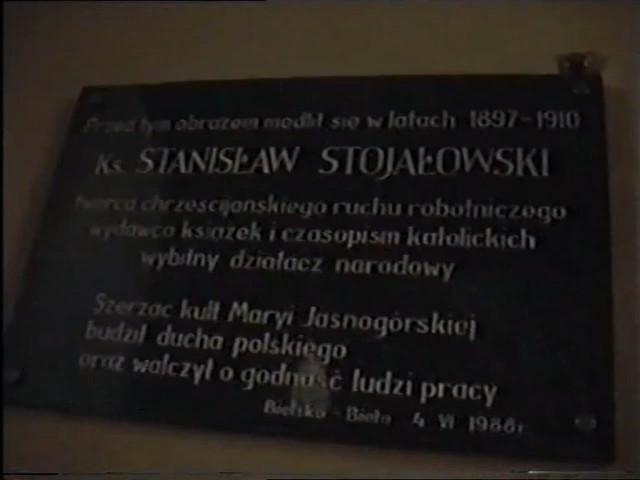 Przed tym obrazem modlił się w latach 1897-1910
Ks. STANISŁAW STOJAŁOWSKI
twórca chrześcijańskiego ruchu robotniczego
wydawca książek i czasopism katolickich
wybitny działacz narodowy
Szerząc kult Maryi Jasnogórskiej
budził ducha polskiego
oraz walczył o godność ludzi pracy
Bielsko-Biała 4 VI 1988r